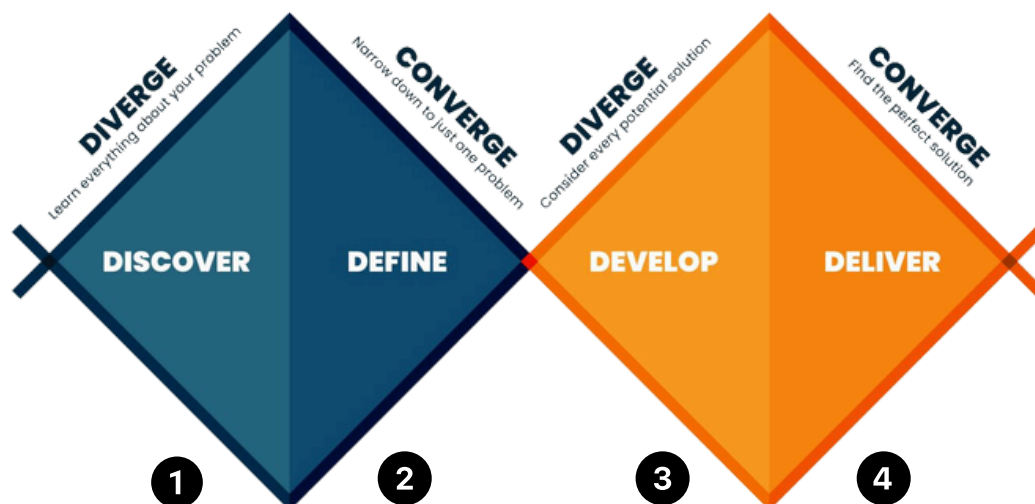 DIVERGE
Learn everything about your problem
CONVERGE
Narrow down to just one problem
DIVERGE
Consider every potential solution
CONVERGE
Find the perfect solution
DISCOVER
DEFINE
DEVELOP
DELIVER
1
2
3
4